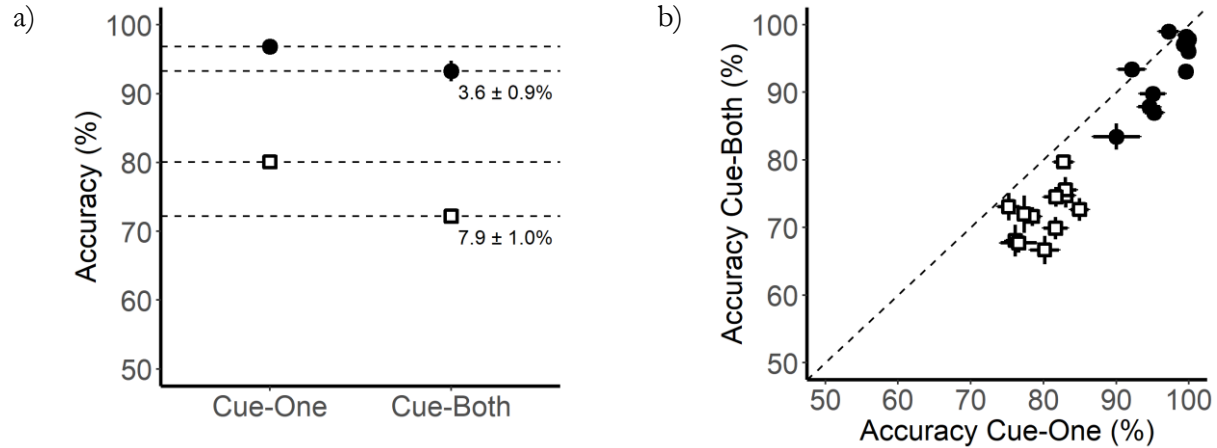 a)
Accuracy (%)
100
90
80
70
60
50
3.6 ± 0.9%
7.9 ± 1.0%
Cue-One
Cue-Both
b)
Accuracy Cue-Both (%)
100
90
80
70
60
50
50
60
70
80
90
100
Accuracy Cue-One (%)